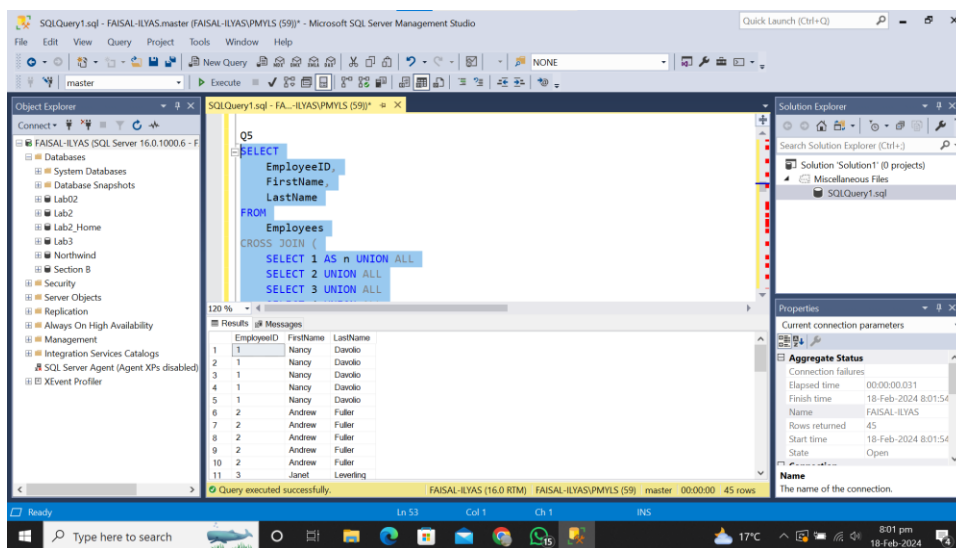 SQLQuery1.sql - FAISAL-ILYAS.master (FAISAL-ILYAS\PMYLS (59))* - Microsoft SQL Server Management Studio
Quick Launch (Ctrl+Q)
File Edit View Query Project Tools Window Help
New Query
NONE
master
Execute
Object Explorer
Connect
FAISAL-ILYAS (SQL Server 16.0.1000.6 - F
Databases
System Databases
Database Snapshots
Lab02
Lab2
Lab2_Home
Lab3
Northwind
Section B
Security
Server Objects
Replication
Always On High Availability
Management
Integration Services Catalogs
SQL Server Agent (Agent XPs disabled)
XEvent Profiler
SQLQuery1.sql - FA...-ILYAS\PMYLS (59))*
Q5
SELECT
EmployeeID,
FirstName,
LastName
FROM
Employees
CROSS JOIN (
SELECT 1 AS n UNION ALL
SELECT 2 UNION ALL
SELECT 3 UNION ALL
120 %
Results Messages
EmployeeID FirstName LastName
1 1 Nancy Davolio
2 1 Nancy Davolio
3 1 Nancy Davolio
4 1 Nancy Davolio
5 1 Nancy Davolio
6 2 Andrew Fuller
7 2 Andrew Fuller
8 2 Andrew Fuller
9 2 Andrew Fuller
10 2 Andrew Fuller
11 3 Janet Leverling
Query executed successfully. FAISAL-ILYAS (16.0 RTM) FAISAL-ILYAS\PMYLS (59) master 00:00:00 45 rows
Solution Explorer
Search Solution Explorer (Ctrl+;)
Solution 'Solution1' (0 projects)
Miscellaneous Files
SQLQuery1.sql
Properties
Current connection parameters
Aggregate Status
Connection failures
Elapsed time 00:00:00.031
Finish time 18-Feb-2024 8:01:54
Name FAISAL-ILYAS
Rows returned 45
Start time 18-Feb-2024 8:01:54
State Open
Name
The name of the connection.
Ready Ln 53 Col 1 Ch 1 INS
Type here to search
15
17°C
8:01 pm
18-Feb-2024
4